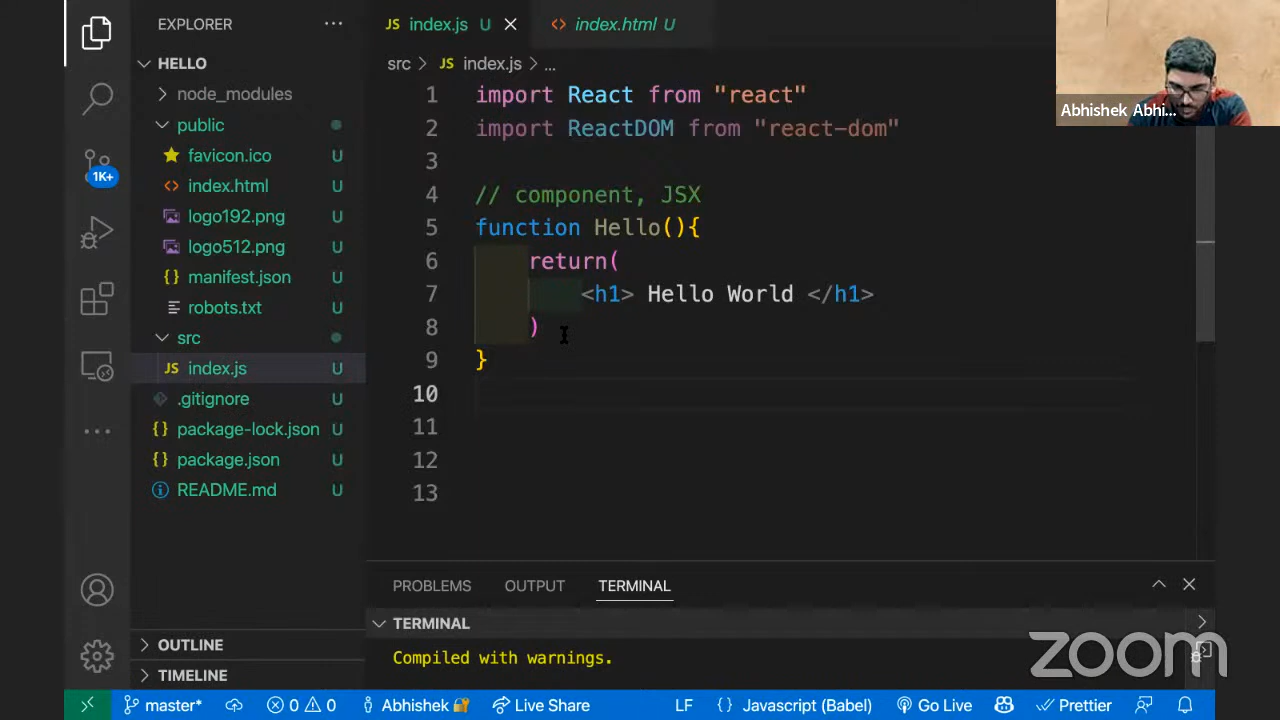 EXPLORER
HELLO
node_modules
public
favicon.ico U
index.html U
logo192.png U
logo512.png U
manifest.json U
robots.txt U
src
index.js U
.gitignore U
package-lock.json U
package.json U
README.md U
OUTLINE
TIMELINE
1K+
JS index.js U
index.html U
src > JS index.js > ...
1 import React from "react"
2 import ReactDOM from "react-dom"
3
4 // component, JSX
5 function Hello(){
6 return(
7 <h1> Hello World </h1>
8 )
9 }
10
11
12
13
Abhishek Abhi...
PROBLEMS OUTPUT TERMINAL
TERMINAL
Compiled with warnings.
zoom
master* 0 0 Abhishek Live Share LF {} Javascript (Babel) Go Live Prettier